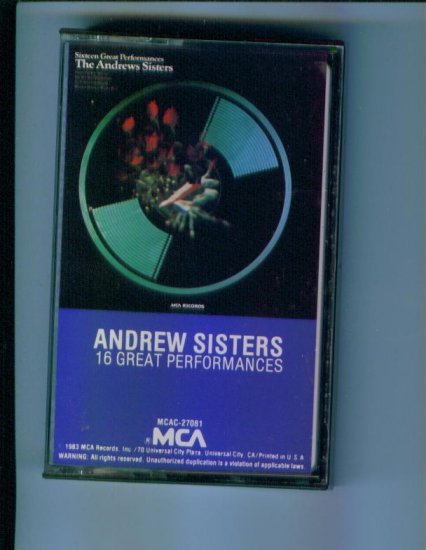 Sixteen Great Performances
The Andrews Sisters
MCA RECORDS
ANDREW SISTERS
16 GREAT PERFORMANCES
MCAC-27081
® MCA
1983 MCA Records, Inc./70 Universal City Plaza, Universal City, CA/Printed in U S A
WARNING: All rights reserved. Unauthorized duplication is a violation of applicable laws.